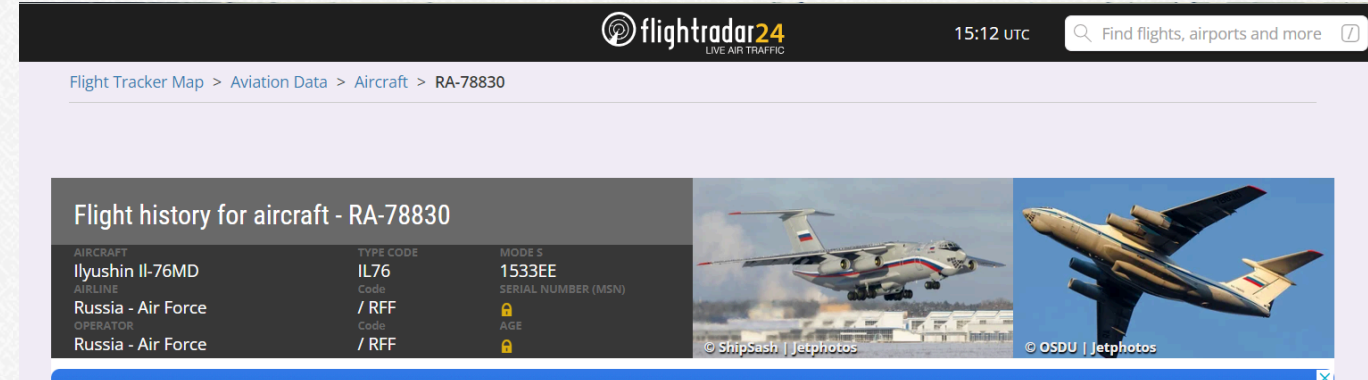 flightradar24
LIVE AIR TRAFFIC
15:12 UTC
Find flights, airports and more /
Flight Tracker Map > Aviation Data > Aircraft > RA-78830
Flight history for aircraft - RA-78830
AIRCRAFT TYPE CODE MODE S
Ilyushin Il-76MD IL76 1533EE
AIRLINE Code SERIAL NUMBER (MSN)
Russia - Air Force / RFF
OPERATOR Code AGE
Russia - Air Force / RFF
© ShipSash | Jetphotos
© OSDU | Jetphotos